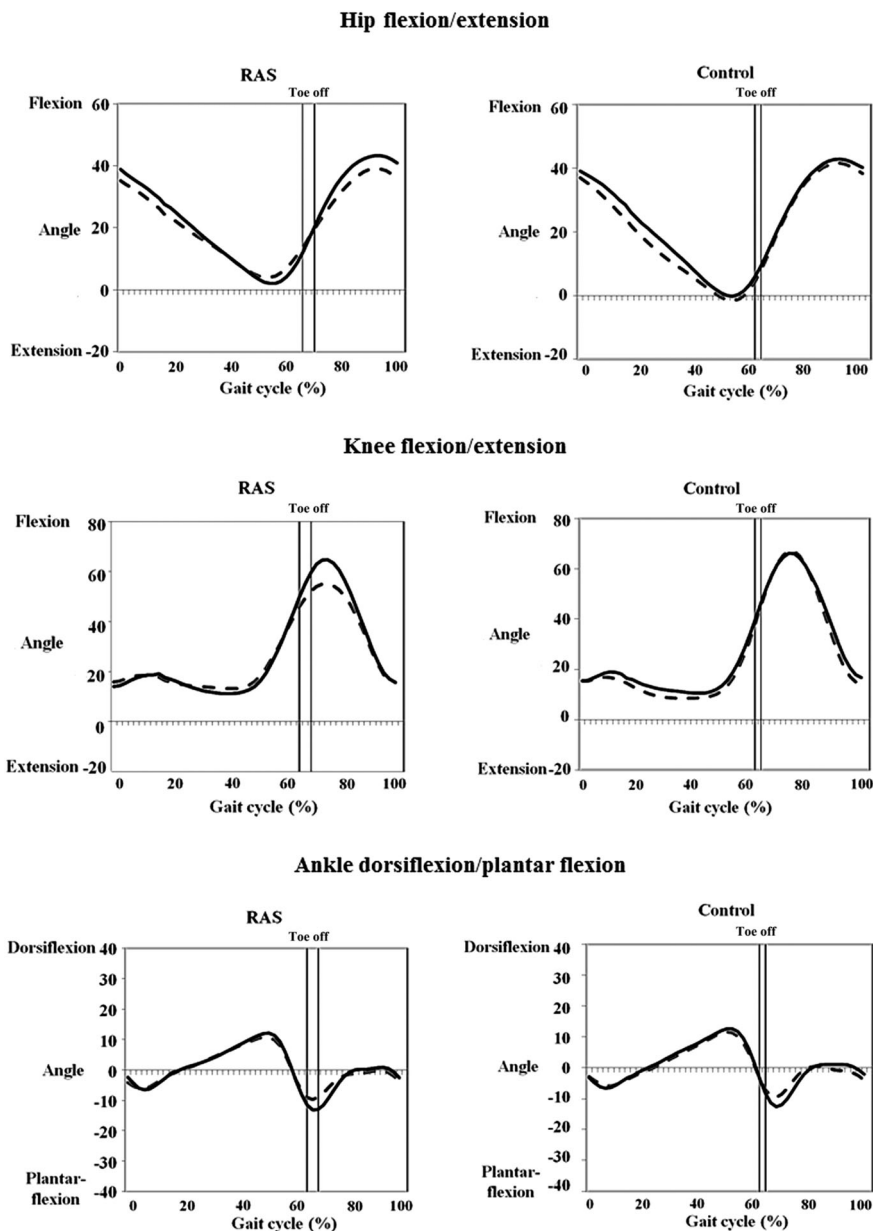 Hip flexion/extension
RAS
Control
Toe off
Toe off
Flexion 60
40
Angle
20
0
Extension -20
0 20 40 60 80 100
Gait cycle (%)
Flexion 60
40
Angle
20
0
Extension -20
0 20 40 60 80 100
Gait cycle (%)
Knee flexion/extension
RAS
Control
Toe off
Toe off
Flexion 80
60
40
Angle
20
0
Extension -20
0 20 40 60 80 100
Gait cycle (%)
Flexion 80
60
40
Angle
20
0
Extension -20
0 20 40 60 80 100
Gait cycle (%)
Ankle dorsiflexion/plantar flexion
RAS
Control
Toe off
Toe off
Dorsiflexion 40
30
20
10
Angle 0
-10
-20
-30
Plantar-
flexion -40
0 20 40 60 80 100
Gait cycle (%)
Dorsiflexion 40
30
20
10
Angle 0
-10
-20
-30
Plantar-
flexion -40
0 20 40 60 80 100
Gait cycle (%)